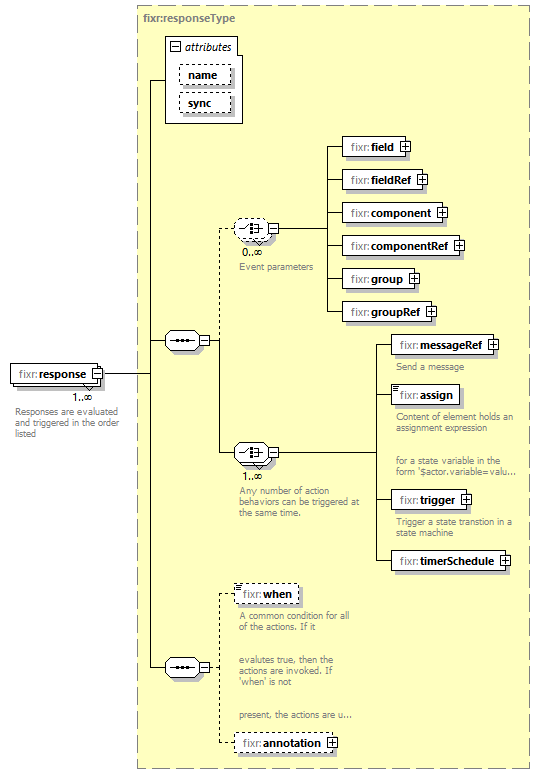 fixr:responseType
attributes
name
sync
fixr:field
fixr:fieldRef
fixr:component
0..∞
fixr:componentRef
Event parameters
fixr:group
fixr:groupRef
fixr:messageRef
Send a message
fixr:response
1..∞
Responses are evaluated
and triggered in the order
listed
fixr:assign
Content of element holds an
assignment expression
for a state variable in the
form '$actor.variable=valu...
1..∞
Any number of action
behaviors can be triggered at
the same time.
fixr:trigger
Trigger a state transtion in a
state machine
fixr:timerSchedule
fixr:when
A common condition for all
of the actions. If it
evalutes true, then the
actions are invoked. If
'when' is not
present, the actions are u...
fixr:annotation